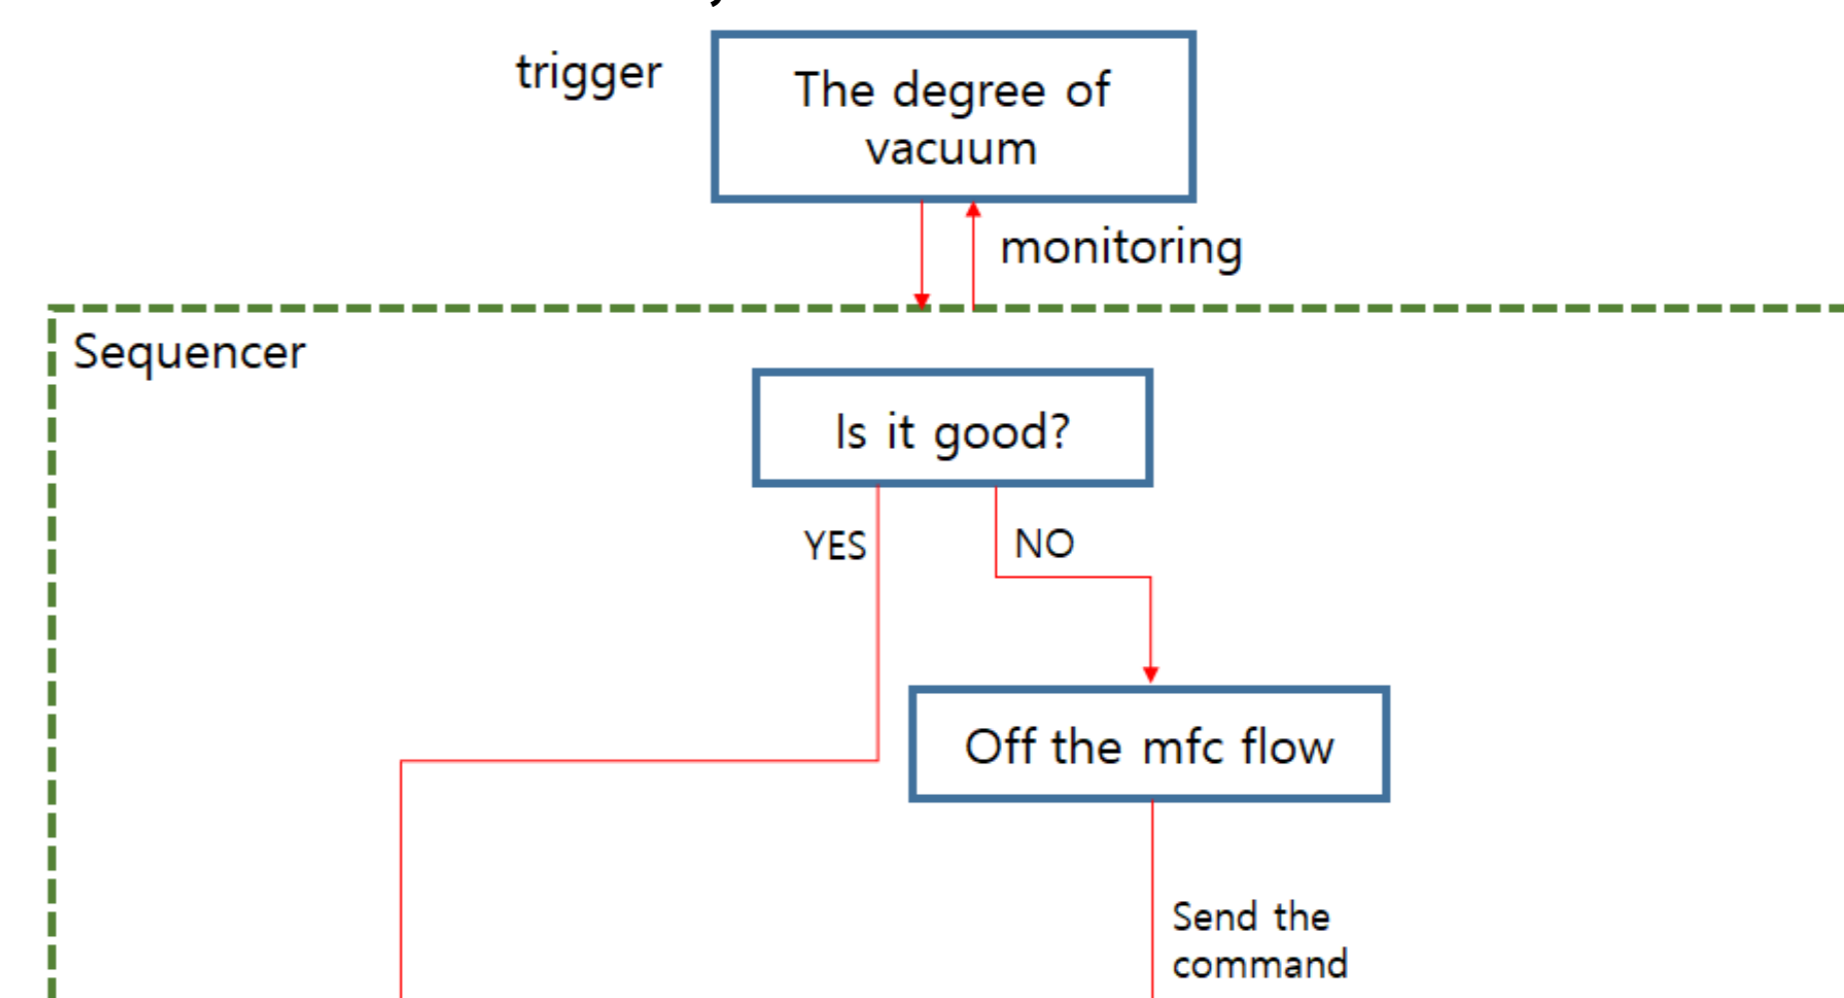 trigger
The degree of
vacuum
monitoring
Sequencer
Is it good?
YES
NO
Off the mfc flow
Send the
command